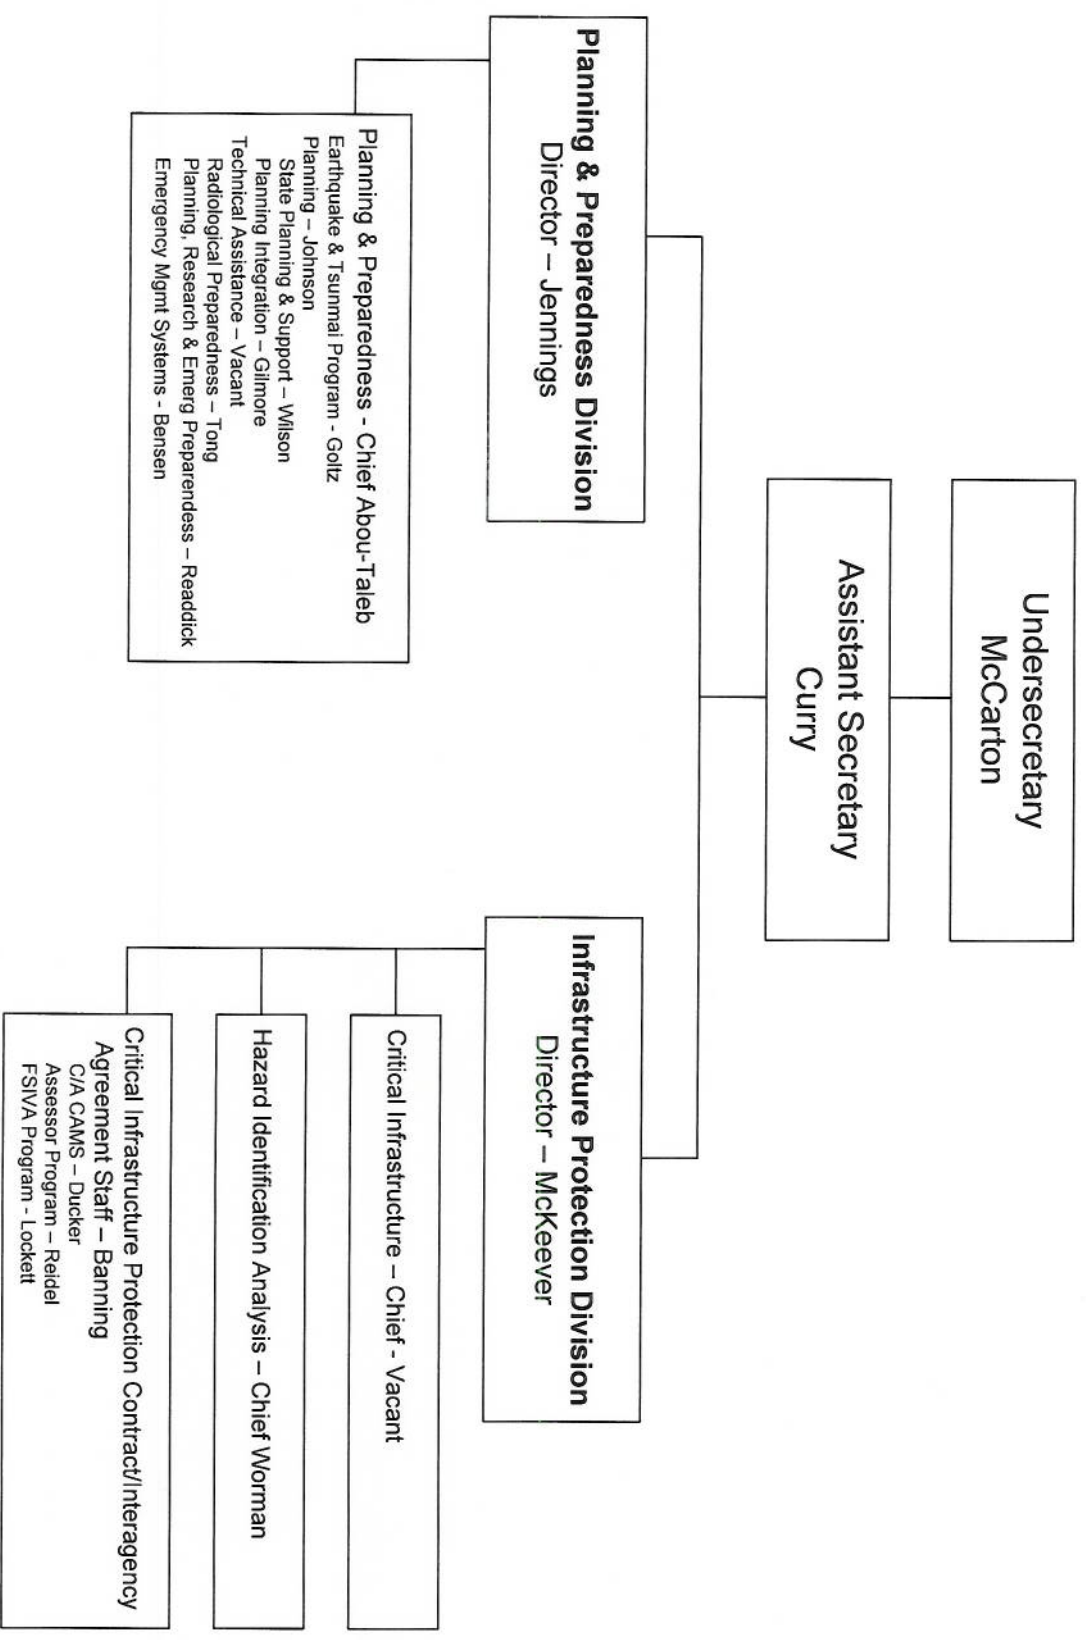 Undersecretary
McCarton
Assistant Secretary
Curry
Planning & Preparedness Division
Director – Jennings
Planning & Preparedness - Chief Abou-Taleb
Earthquake & Tsunmai Program - Goltz
Planning – Johnson
State Planning & Support – Wilson
Planning Integration – Gilmore
Technical Assistance – Vacant
Radiological Preparedness – Tong
Planning, Research & Emerg Preparendess – Readdick
Emergency Mgmt Systems - Bensen
Infrastructure Protection Division
Director – McKeever
Critical Infrastructure – Chief - Vacant
Hazard Identification Analysis – Chief Worman
Critical Infrastructure Protection Contract/Interagency
Agreement Staff – Banning
C/A CAMS – Ducker
Assessor Program – Reidel
FSIVA Program - Lockett